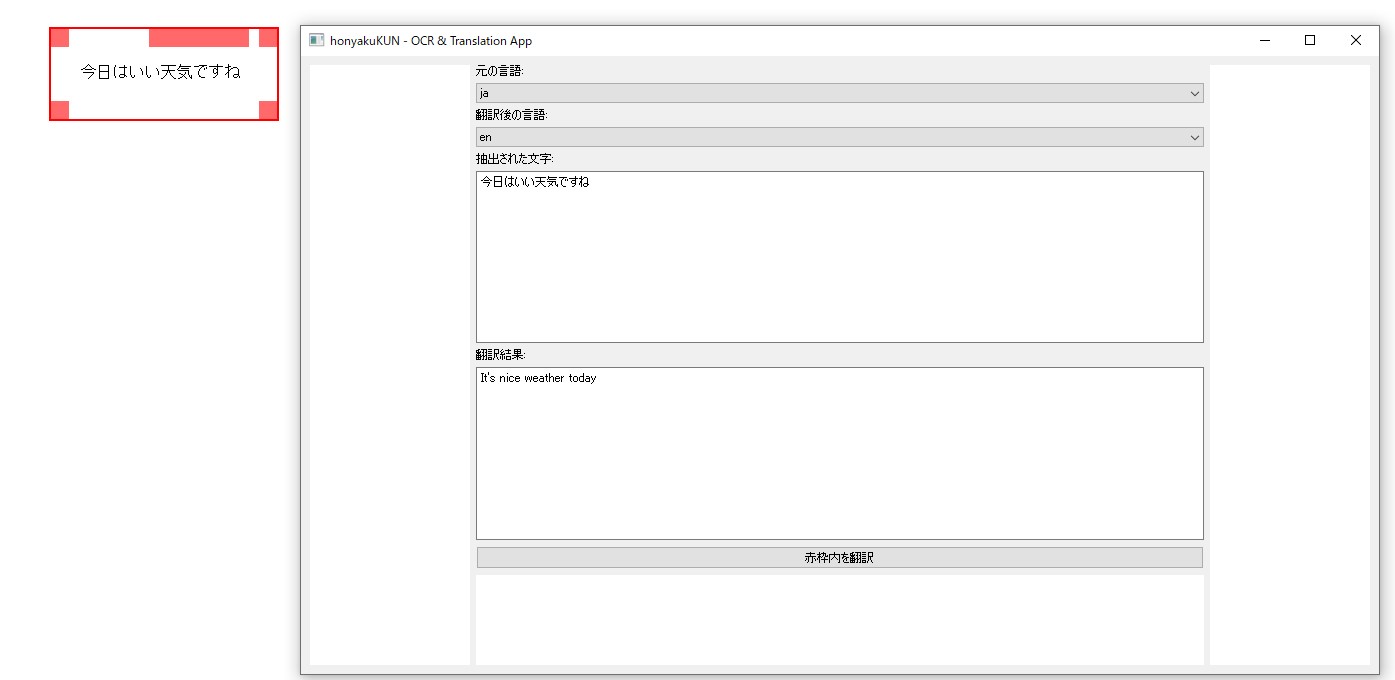 今日はいい天気ですね
honyakuKUN - OCR & Translation App
元の言語:
ja
翻訳後の言語:
en
抽出された文字:
今日はいい天気ですね
翻訳結果:
It's nice weather today
赤枠内を翻訳